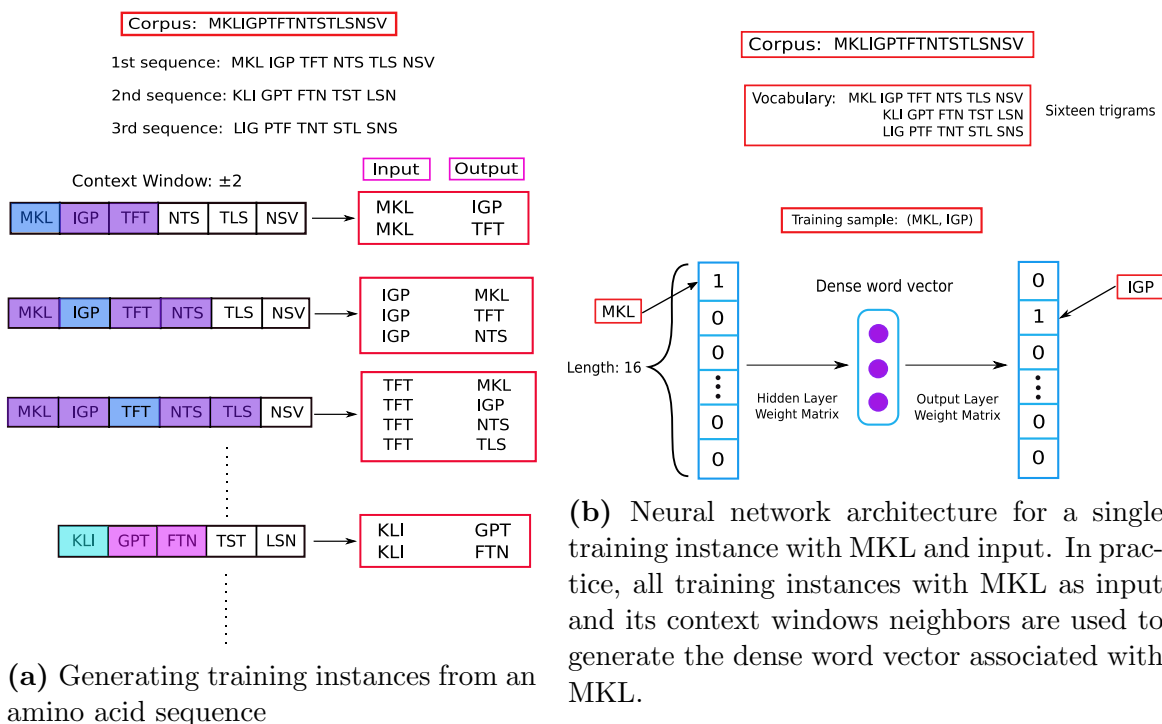 Corpus: MKLIGPTFTNTSTLSNSV
1st sequence: MKL IGP TFT NTS TLS NSV
2nd sequence: KLI GPT FTN TST LSN
3rd sequence: LIG PTF TNT STL SNS
Context Window: ±2
Input Output
MKL IGP TFT NTS TLS NSV
MKL IGP
MKL TFT
MKL IGP TFT NTS TLS NSV
IGP MKL
IGP TFT
IGP NTS
MKL IGP TFT NTS TLS NSV
TFT MKL
TFT IGP
TFT NTS
TFT TLS
KLI GPT FTN TST LSN
KLI GPT
KLI FTN
(a) Generating training instances from an
amino acid sequence
Corpus: MKLIGPTFTNTSTLSNSV
Vocabulary: MKL IGP TFT NTS TLS NSV
KLI GPT FTN TST LSN
LIG PTF TNT STL SNS
Sixteen trigrams
Training sample: (MKL, IGP)
MKL
Length: 16
1
0
0
0
0
Dense word vector
Hidden Layer
Weight Matrix
Output Layer
Weight Matrix
0
1
0
0
0
IGP
(b) Neural network architecture for a single
training instance with MKL and input. In prac-
tice, all training instances with MKL as input
and its context windows neighbors are used to
generate the dense word vector associated with
MKL.